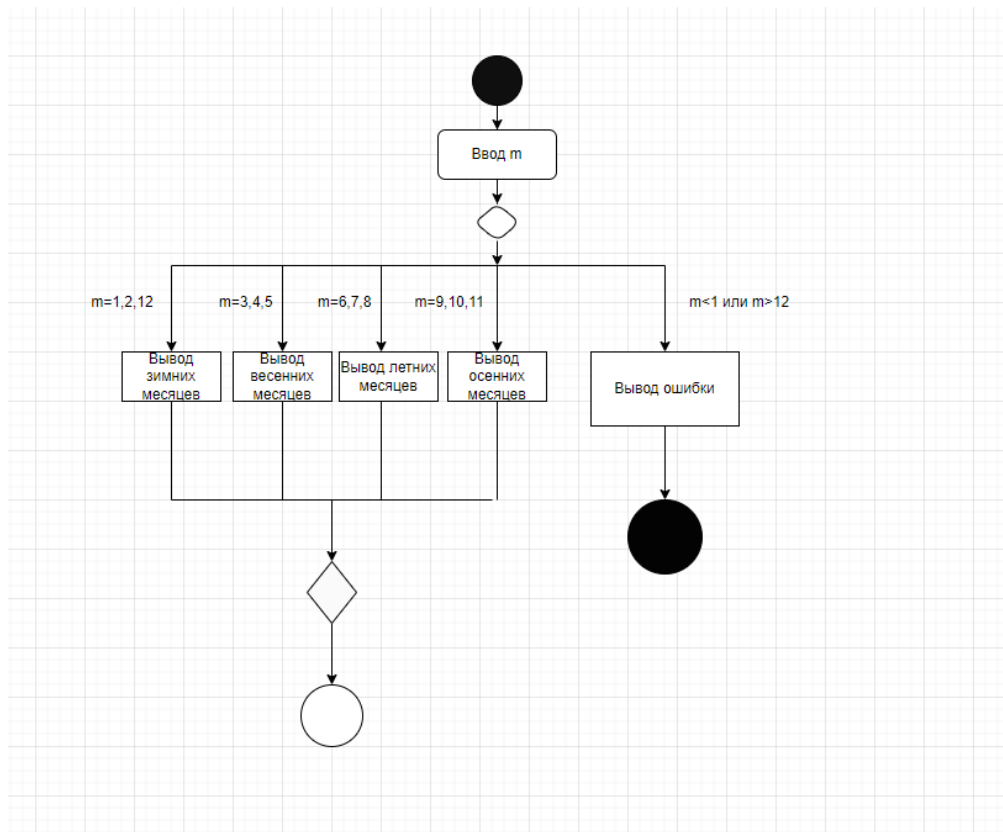 Ввод m
m=1,2,12
m=3,4,5
m=6,7,8
m=9,10,11
m<1 или m>12
Вывод
зимних
месяцев
Вывод
весенних
месяцев
Вывод летних
месяцев
Вывод
осенних
месяцев
Вывод ошибки